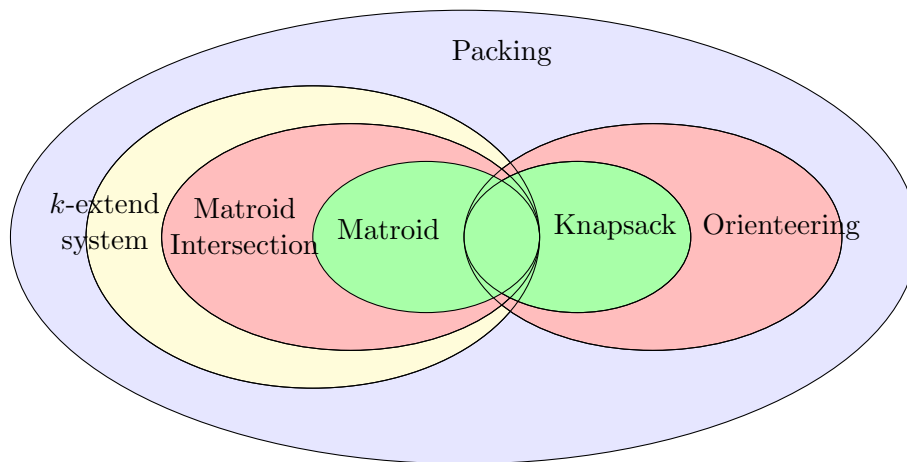 Packing
k-extend
system
Matroid
Intersection
Matroid
Knapsack
Orienteering